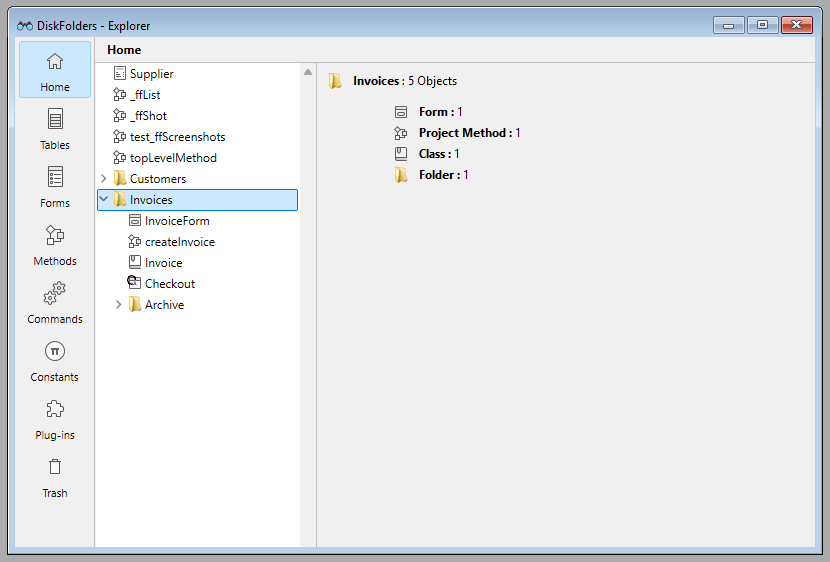 DiskFolders - Explorer
Home
Tables
Forms
Methods
Commands
Constants
Plug-ins
Trash
Home
Supplier
_ffList
_ffShot
test_ffScreenshots
topLevelMethod
Customers
Invoices
InvoiceForm
createInvoice
Invoice
Checkout
Archive
Invoices : 5 Objects
Form : 1
Project Method : 1
Class : 1
Folder : 1